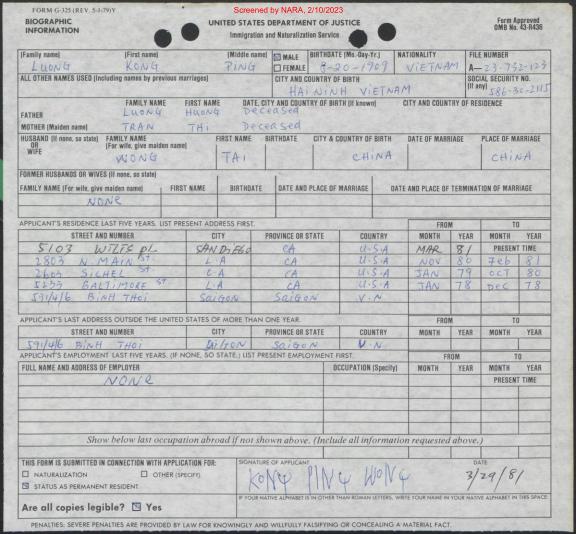 Screened by NARA, 2/10/2023
FORM G-325 (REV. 5-1-79)Y
BIOGRAPHIC INFORMATION
UNITED STATES DEPARTMENT OF JUSTICE
Immigration and Naturalization Service
Form Approved
OMB No. 43-R436
(Family name) (First name) (Middle name) MALE FEMALE BIRTHDATE (Mo.-Day-Yr.) NATIONALITY FILE NUMBER
LUONG KONG PING 8-20-1909 VIETNAM A-23-752-123
ALL OTHER NAMES USED (Including names by previous marriages) CITY AND COUNTRY OF BIRTH SOCIAL SECURITY NO. (If any)
HAI NINH VIETNAM 586-30-2115
FAMILY NAME FIRST NAME DATE, CITY AND COUNTRY OF BIRTH (If known) CITY AND COUNTRY OF RESIDENCE
FATHER LUONG HUONG Deceased
MOTHER (Maiden name) TRAN THI Deceased
HUSBAND (If none, so state) OR WIFE FAMILY NAME (For wife, give maiden name) FIRST NAME BIRTHDATE CITY & COUNTRY OF BIRTH DATE OF MARRIAGE PLACE OF MARRIAGE
WONG TAI CHINA CHINA
FORMER HUSBANDS OR WIVES (If none, so state)
FAMILY NAME (For wife, give maiden name) FIRST NAME BIRTHDATE DATE AND PLACE OF MARRIAGE DATE AND PLACE OF TERMINATION OF MARRIAGE
NONe
APPLICANT'S RESIDENCE LAST FIVE YEARS. LIST PRESENT ADDRESS FIRST. FROM TO
STREET AND NUMBER CITY PROVINCE OR STATE COUNTRY MONTH YEAR MONTH YEAR
5103 WILTS PL SAN DIEGO CA U.S.A MAR 81 PRESENT TIME
2803 N MAIN ST. L.A CA U.S.A NOV 80 Feb 81
2603 SICHEL ST. L.A CA U.S.A JAN 79 OCT 80
5233 BALTIMORE ST L.A CA U.S.A JAN 78 Dec 78
591/4/6 BINH THOI SAIGON SAIGON V.N
APPLICANT'S LAST ADDRESS OUTSIDE THE UNITED STATES OF MORE THAN ONE YEAR. FROM TO
STREET AND NUMBER CITY PROVINCE OR STATE COUNTRY MONTH YEAR MONTH YEAR
591/4/6 BINH THOI SAIGON SAIGON V.N
APPLICANT'S EMPLOYMENT LAST FIVE YEARS. (IF NONE, SO STATE.) LIST PRESENT EMPLOYMENT FIRST. FROM TO
FULL NAME AND ADDRESS OF EMPLOYER OCCUPATION (Specify) MONTH YEAR MONTH YEAR
NONe PRESENT TIME
Show below last occupation abroad if not shown above. (Include all information requested above.)
THIS FORM IS SUBMITTED IN CONNECTION WITH APPLICATION FOR: SIGNATURE OF APPLICANT DATE
NATURALIZATION OTHER (SPECIFY)
STATUS AS PERMANENT RESIDENT
KONG PING WONG 3/29/81
IF YOUR NATIVE ALPHABET IS IN OTHER THAN ROMAN LETTERS, WRITE YOUR NAME IN YOUR NATIVE ALPHABET IN THIS SPACE
Are all copies legible? Yes
PENALTIES: SEVERE PENALTIES ARE PROVIDED BY LAW FOR KNOWINGLY AND WILLFULLY FALSIFYING OR CONCEALING A MATERIAL FACT.